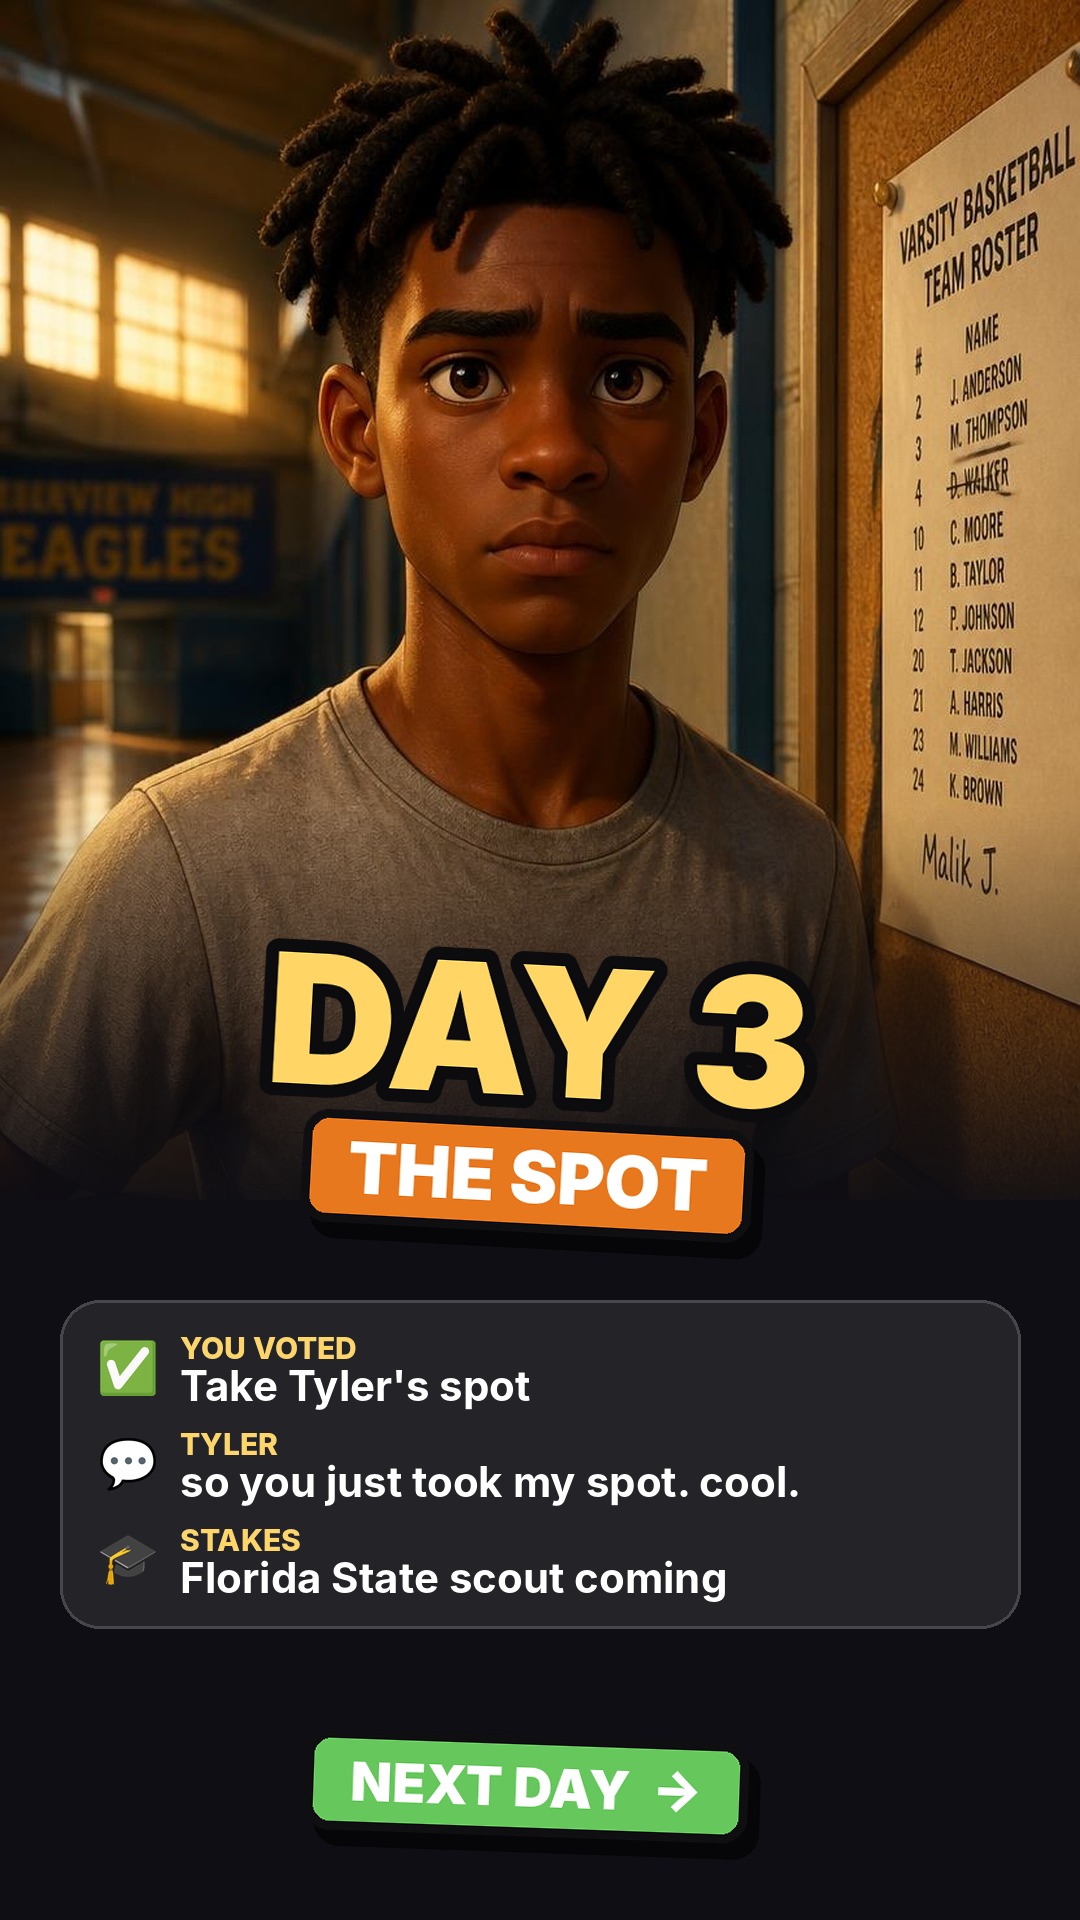 VARSITY BASKETBALL
TEAM ROSTER
# NAME
2 J. ANDERSON
3 M. THOMPSON
4 D. WALKER
10 C. MOORE
11 B. TAYLOR
12 P. JOHNSON
20 T. JACKSON
21 A. HARRIS
23 M. WILLIAMS
24 K. BROWN
Malik J.
HIGH
EAGLES
DAY 3
THE SPOT
✅ YOU VOTED
Take Tyler's spot
💬 TYLER
so you just took my spot. cool.
🎓 STAKES
Florida State scout coming
NEXT DAY →